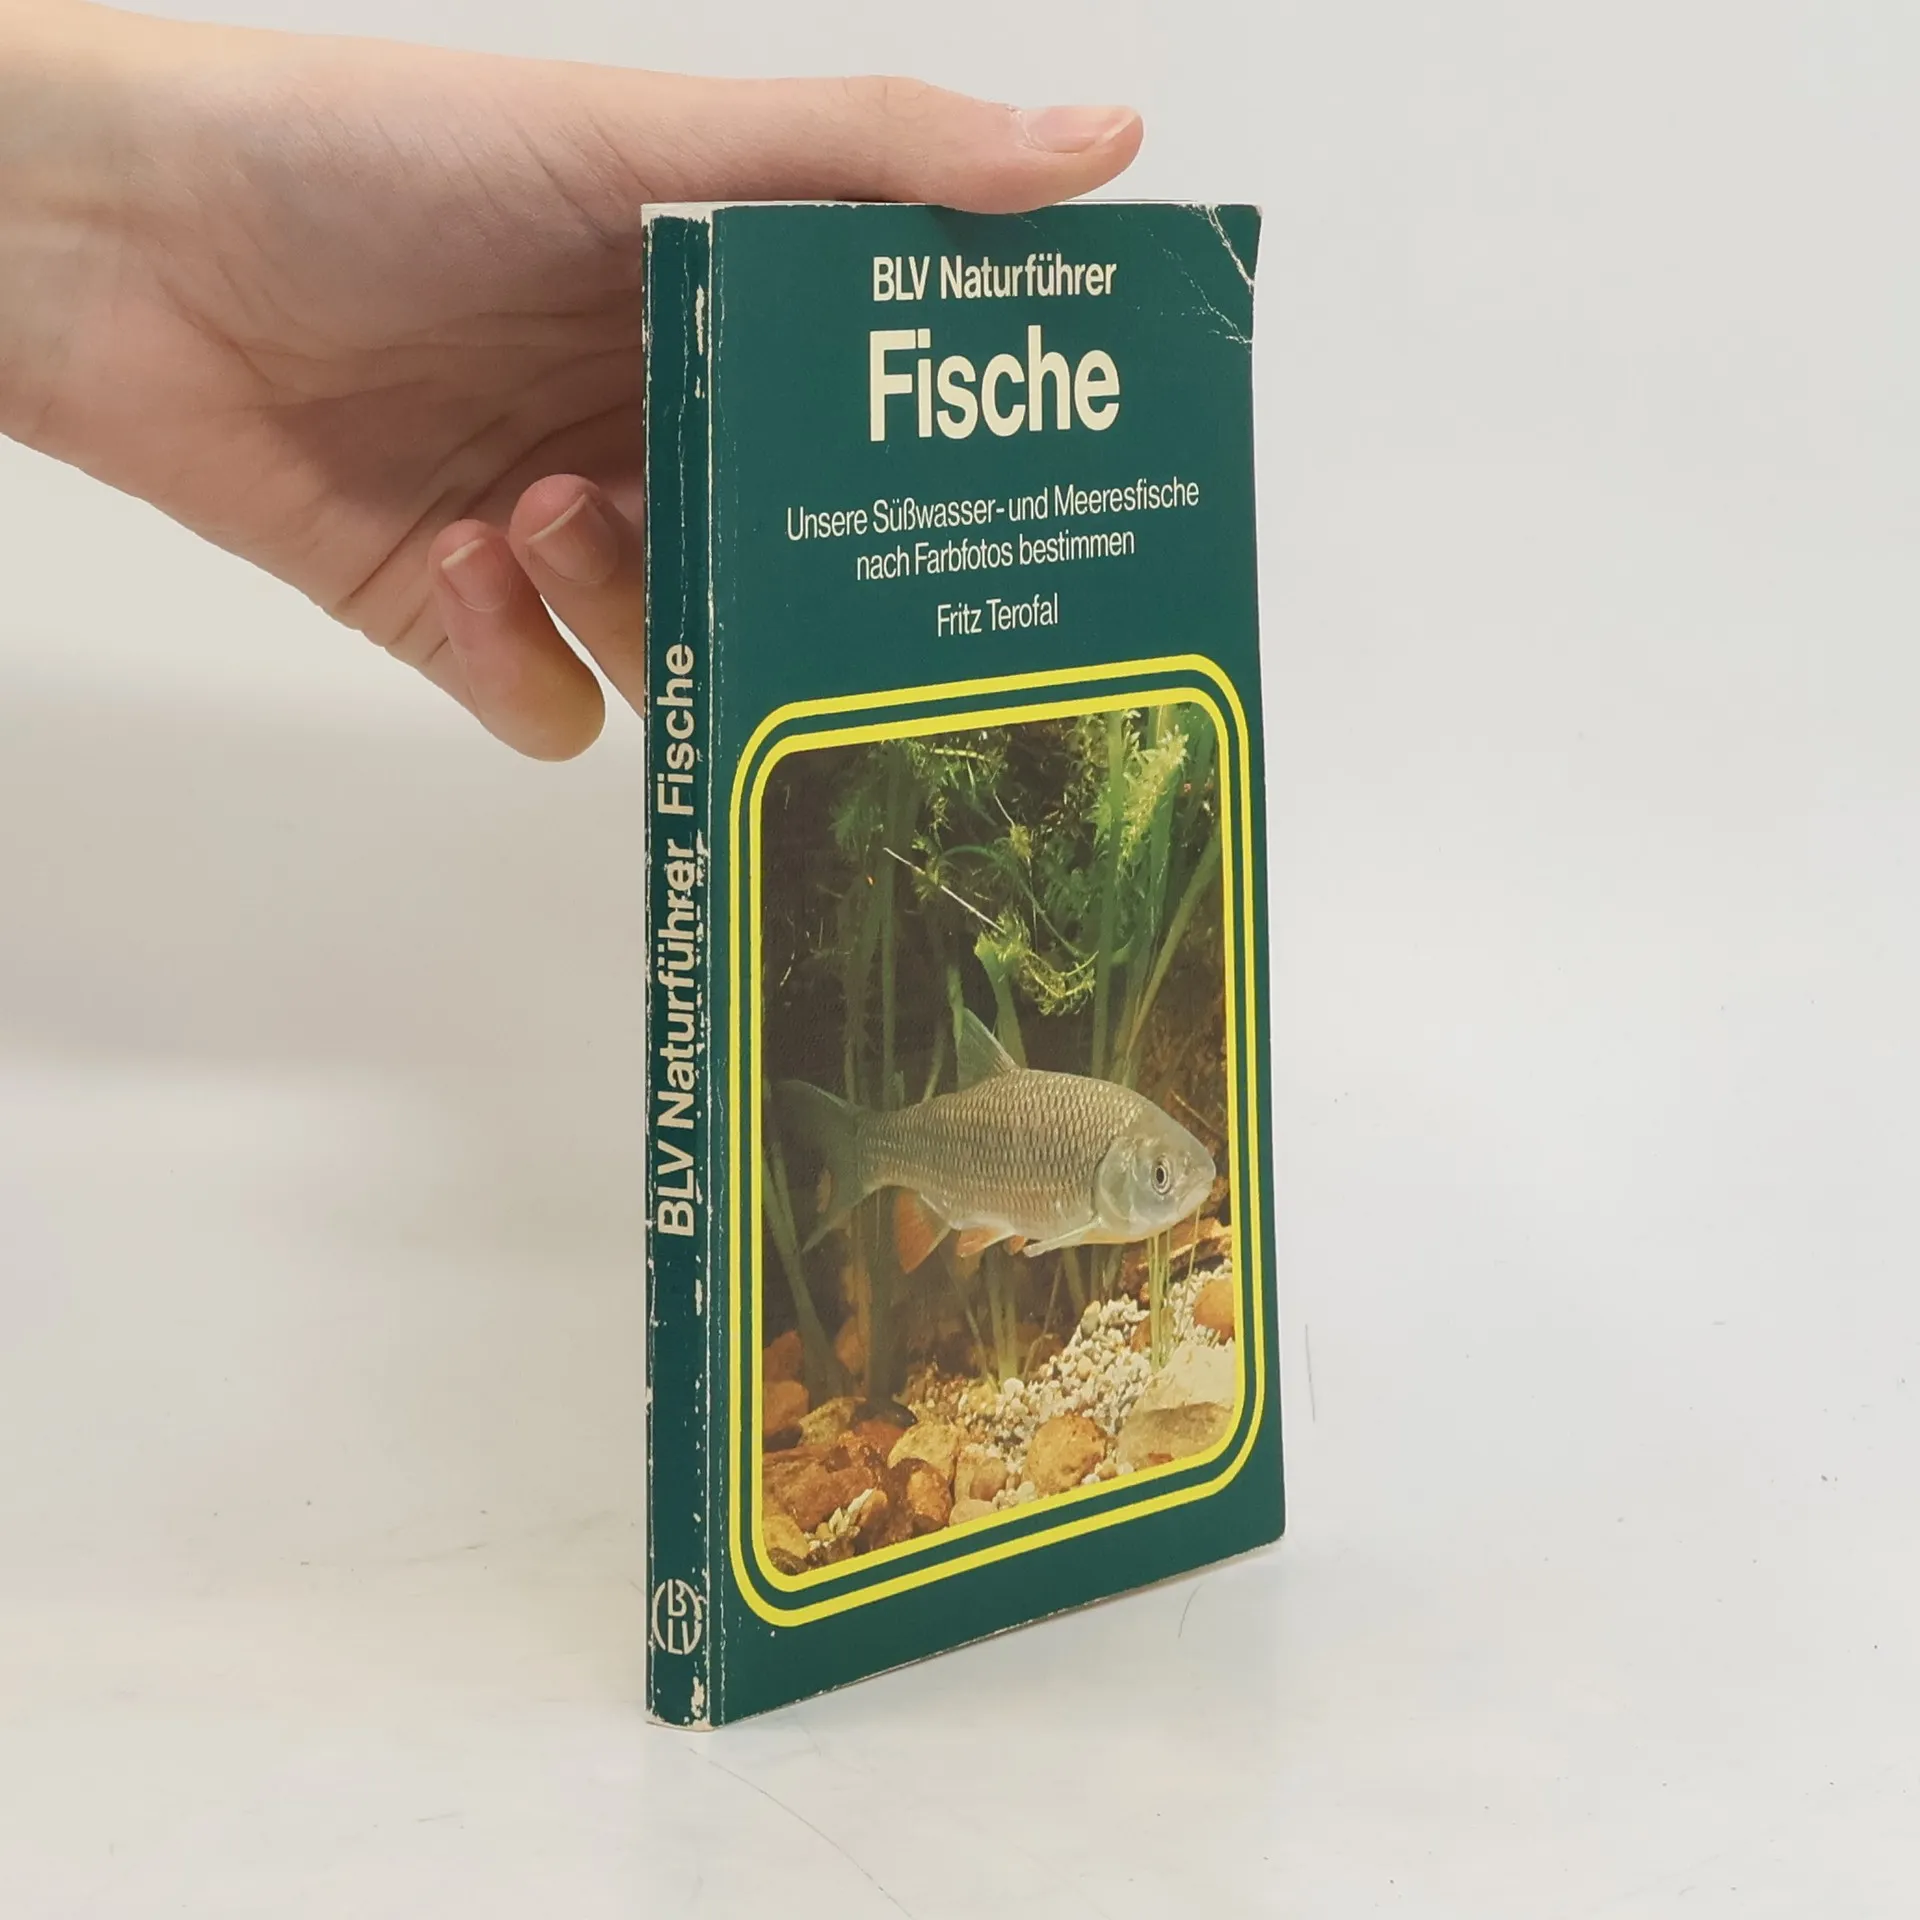 BLV Naturführer
Fische
Unsere Süßwasser- und Meeresfische
nach Farbfotos bestimmen
Fritz Terofal
BLV Naturführer Fische
BLV